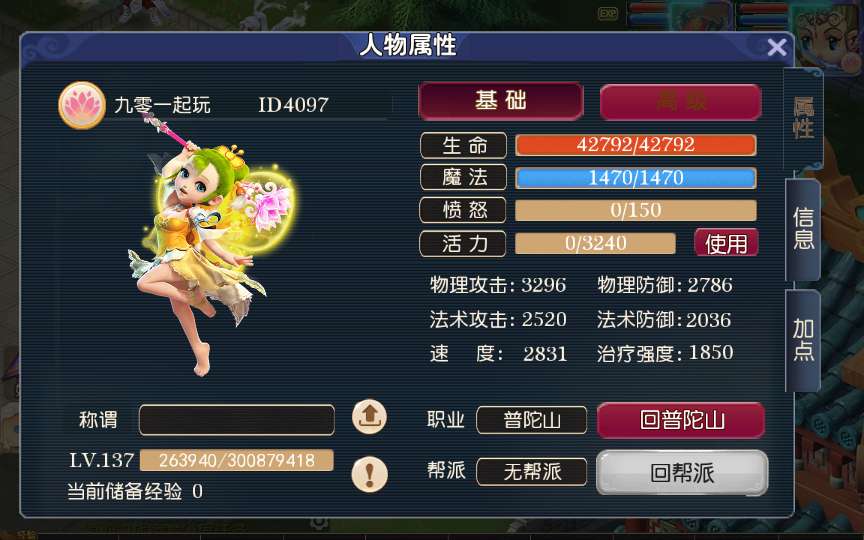 EXP
人物属性
九零一起玩 ID4097
基础 高级
属性
生命 42792/42792
魔法 1470/1470
愤怒 0/150
信息
活力 0/3240 使用
物理攻击: 3296 物理防御: 2786
法术攻击: 2520 法术防御: 2036
加点
速度: 2831 治疗强度: 1850
称谓 职业 普陀山 回普陀山
LV.137 263940/300879418
帮派 无帮派 回帮派
当前储备经验 0